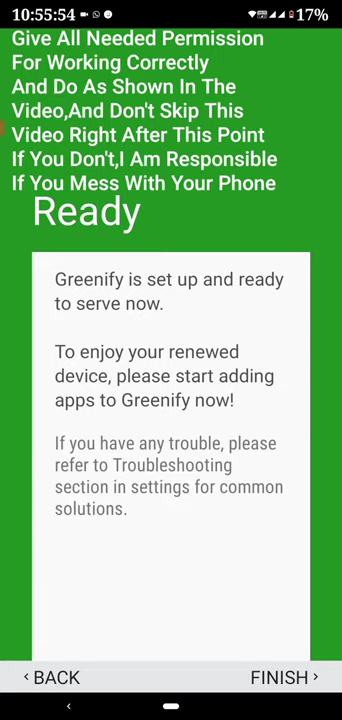 10:55:54
17%
Give All Needed Permission
For Working Correctly
And Do As Shown In The
Video,And Don't Skip This
Video Right After This Point
If You Don't,I Am Responsible
If You Mess With Your Phone
Ready
Greenify is set up and ready
to serve now.
To enjoy your renewed
device, please start adding
apps to Greenify now!
If you have any trouble, please
refer to Troubleshooting
section in settings for common
solutions.
BACK
FINISH